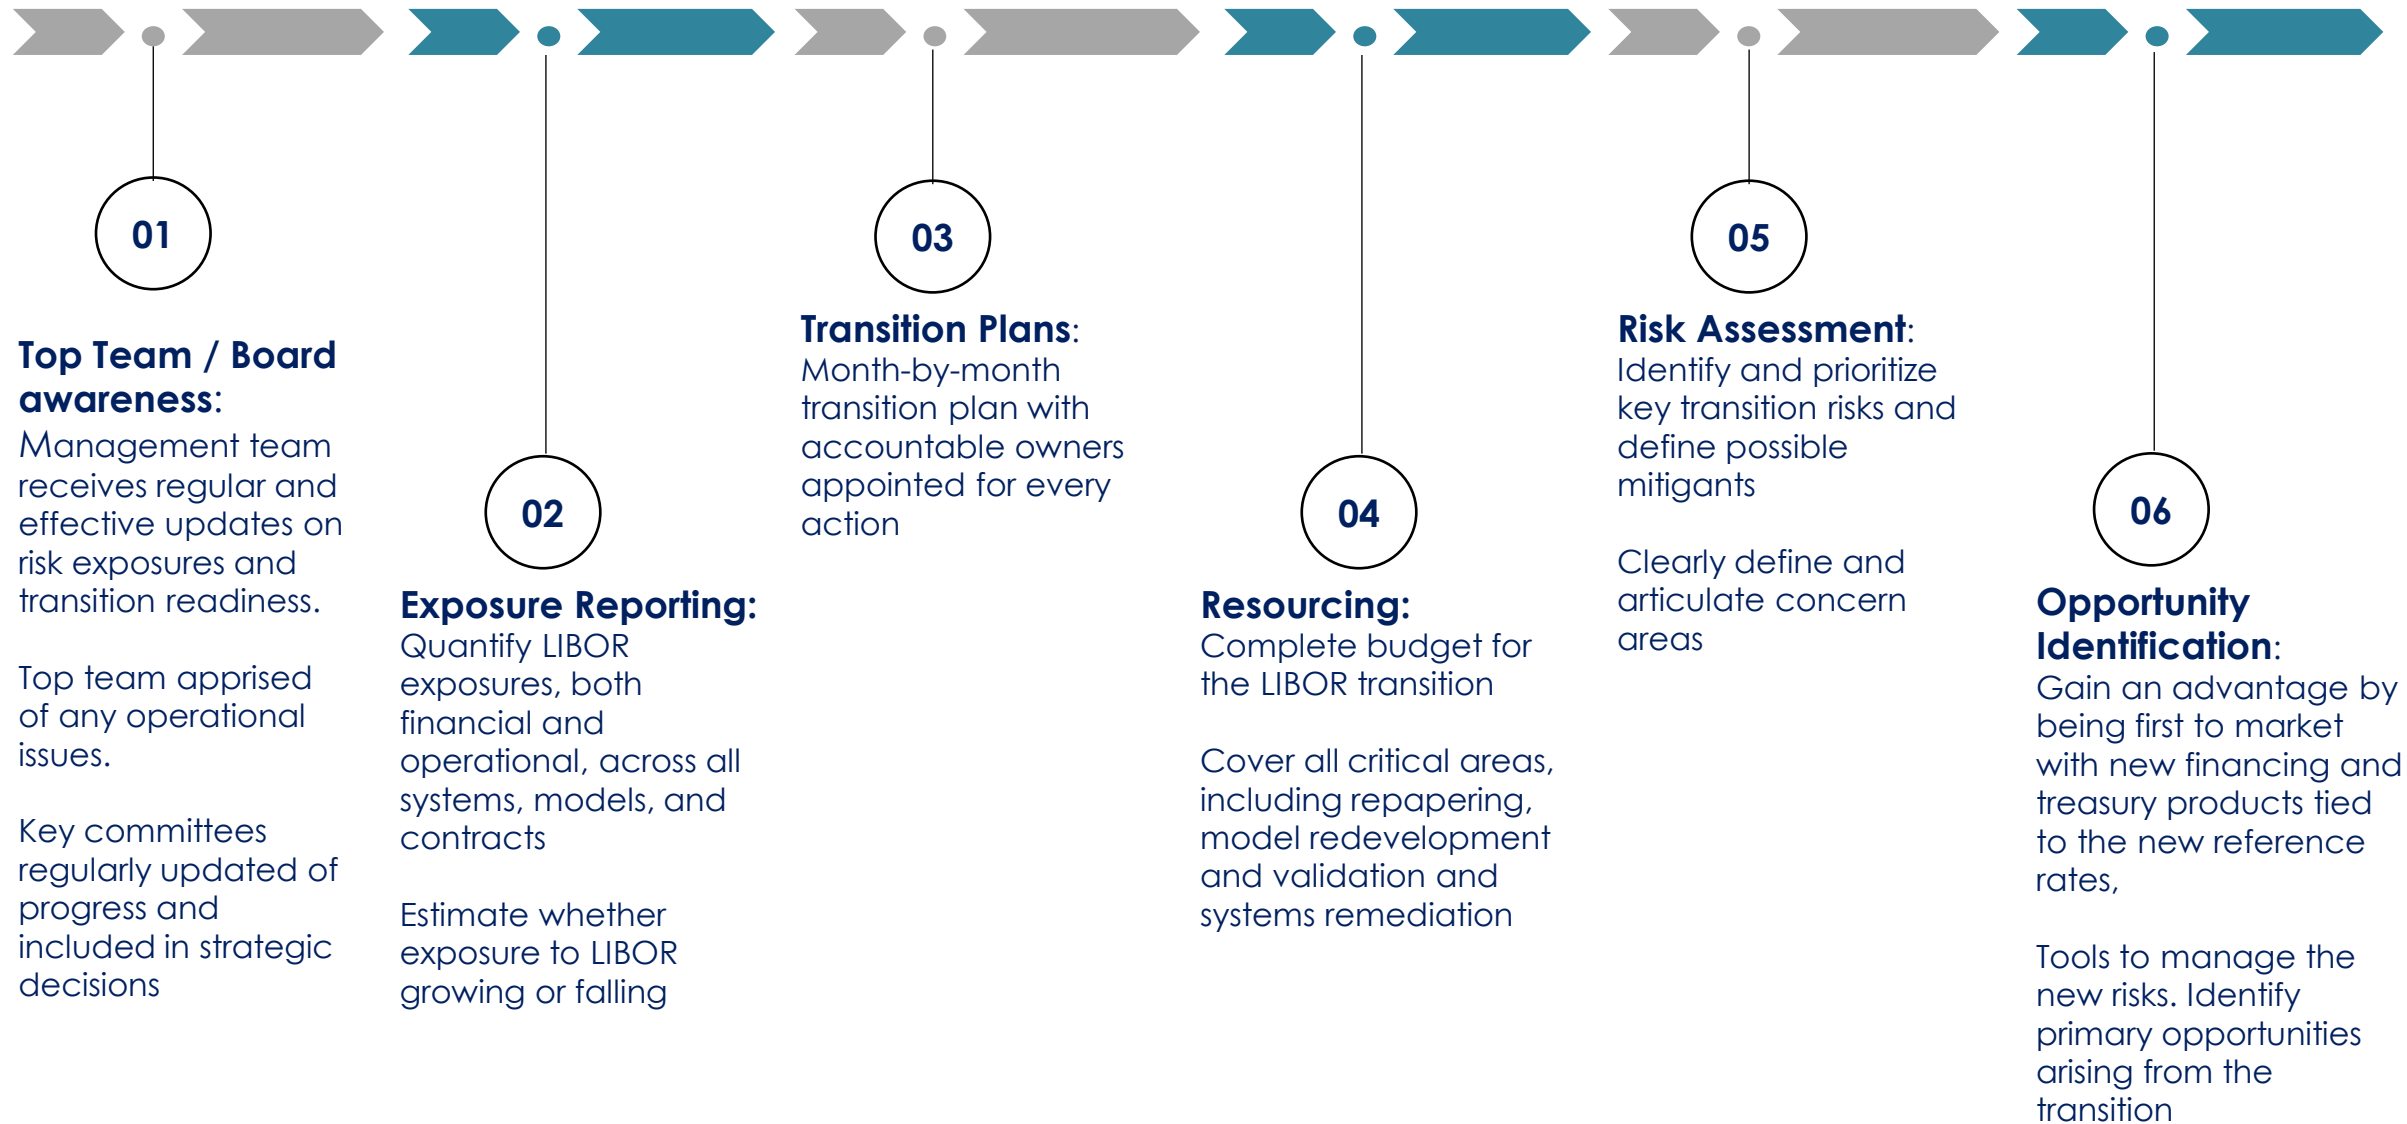 01
Top Team / Board
awareness:
Management team
receives regular and
effective updates on
risk exposures and
transition readiness.
Top team apprised
of any operational
issues.
Key committees
regularly updated of
progress and
included in strategic
decisions
02
Exposure Reporting:
Quantify LIBOR
exposures, both
financial and
operational, across all
systems, models, and
contracts
Estimate whether
exposure to LIBOR
growing or falling
03
Transition Plans:
Month-by-month
transition plan with
accountable owners
appointed for every
action
04
Resourcing:
Complete budget for
the LIBOR transition
Cover all critical areas,
including repapering,
model redevelopment
and validation and
systems remediation
05
Risk Assessment:
Identify and prioritize
key transition risks and
define possible
mitigants
Clearly define and
articulate concern
areas
06
Opportunity
Identification:
Gain an advantage by
being first to market
with new financing and
treasury products tied
to the new reference
rates,
Tools to manage the
new risks. Identify
primary opportunities
arising from the
transition